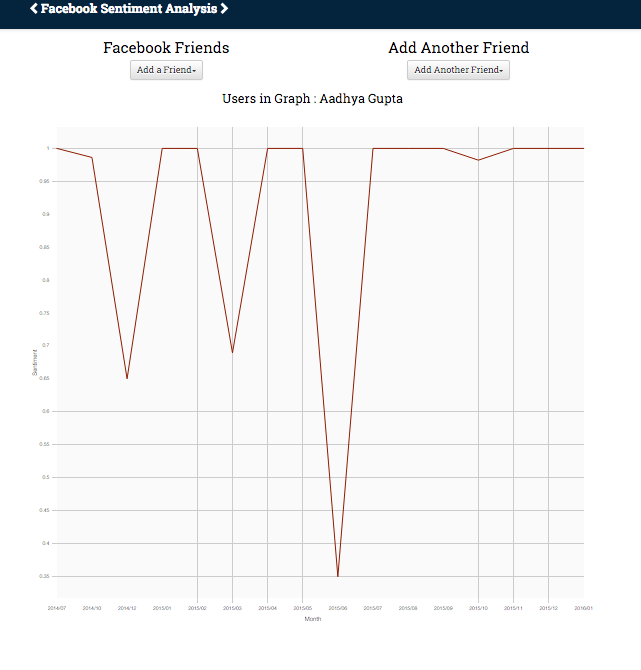 Facebook Sentiment Analysis
Facebook Friends
Add Another Friend
Add a Friend
Add Another Friend
Users in Graph : Aadhya Gupta
1
0.95
0.9
0.85
0.8
0.75
0.7
0.65
0.6
0.55
0.5
0.45
0.4
0.35
Sentiment
2014/07 2014/10 2014/12 2015/01 2015/02 2015/03 2015/04 2015/05 2015/06 2015/07 2015/08 2015/09 2015/10 2015/11 2015/12 2016/01
Month